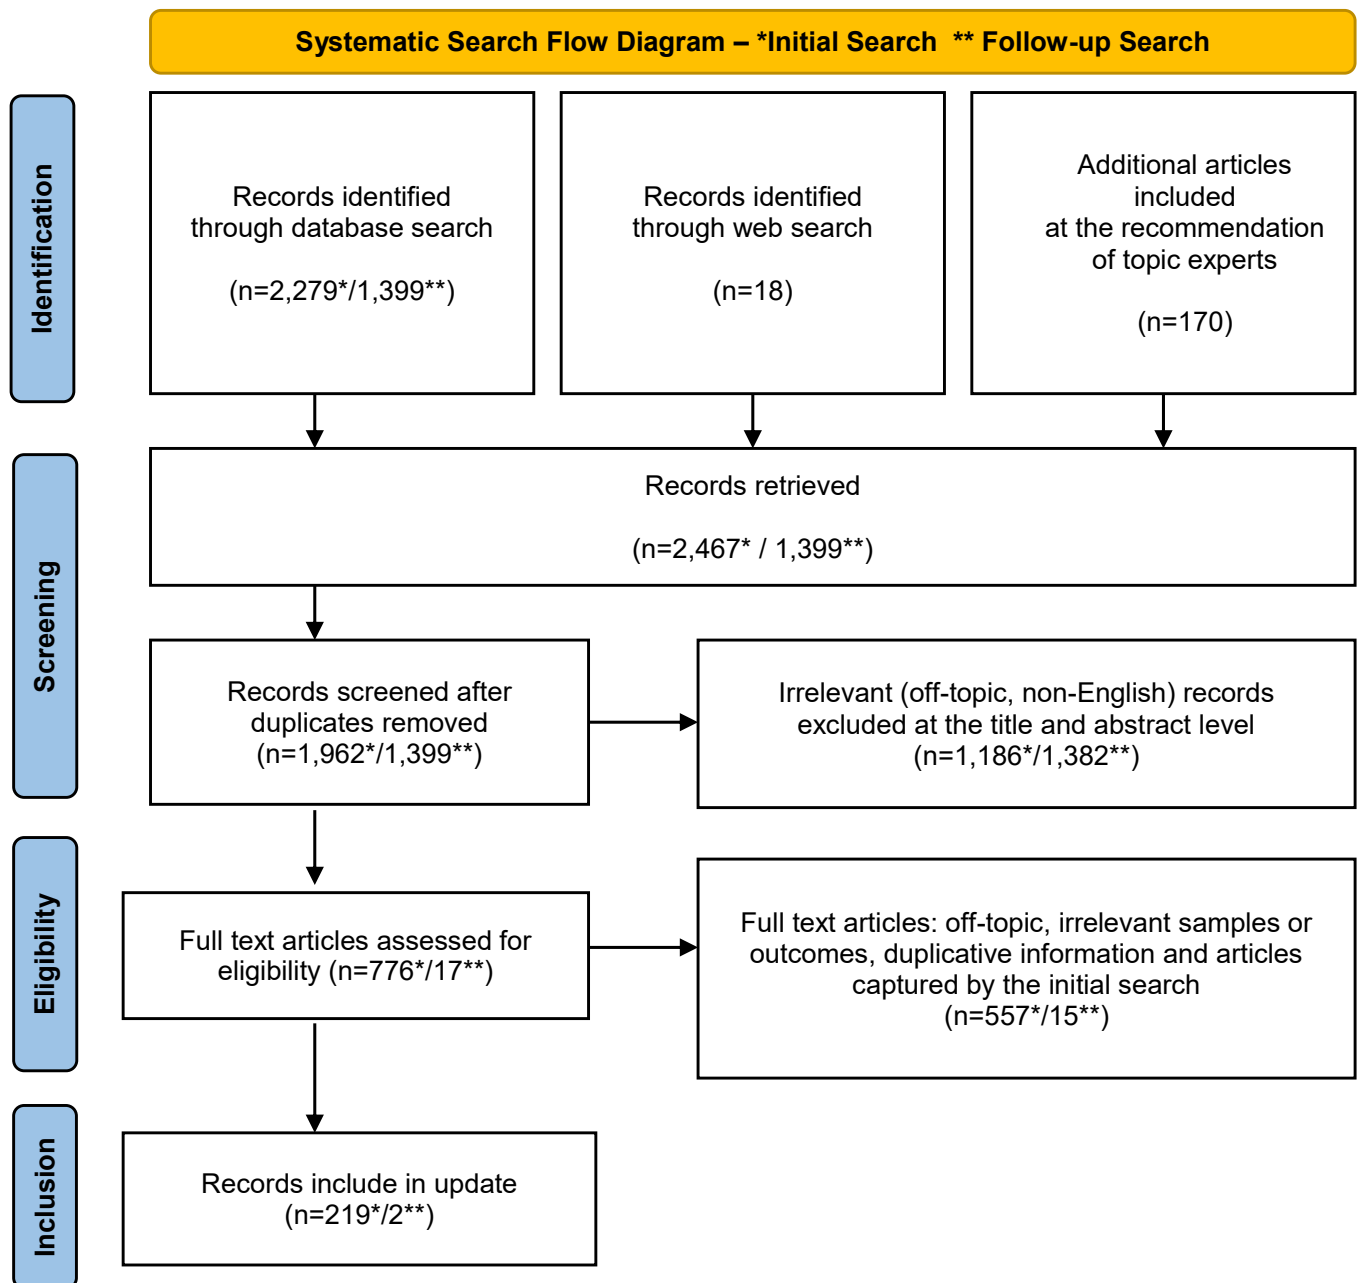 Systematic Search Flow Diagram – *Initial Search ** Follow-up Search
Identification
Records identified
through database search
(n=2,279*/1,399**)
Records identified
through web search
(n=18)
Additional articles
included
at the recommendation
of topic experts
(n=170)
Screening
Records retrieved
(n=2,467* / 1,399**)
Records screened after
duplicates removed
(n=1,962*/1,399**)
Irrelevant (off-topic, non-English) records
excluded at the title and abstract level
(n=1,186*/1,382**)
Eligibility
Full text articles assessed for
eligibility (n=776*/17**)
Full text articles: off-topic, irrelevant samples or
outcomes, duplicative information and articles
captured by the initial search
(n=557*/15**)
Inclusion
Records include in update
(n=219*/2**)